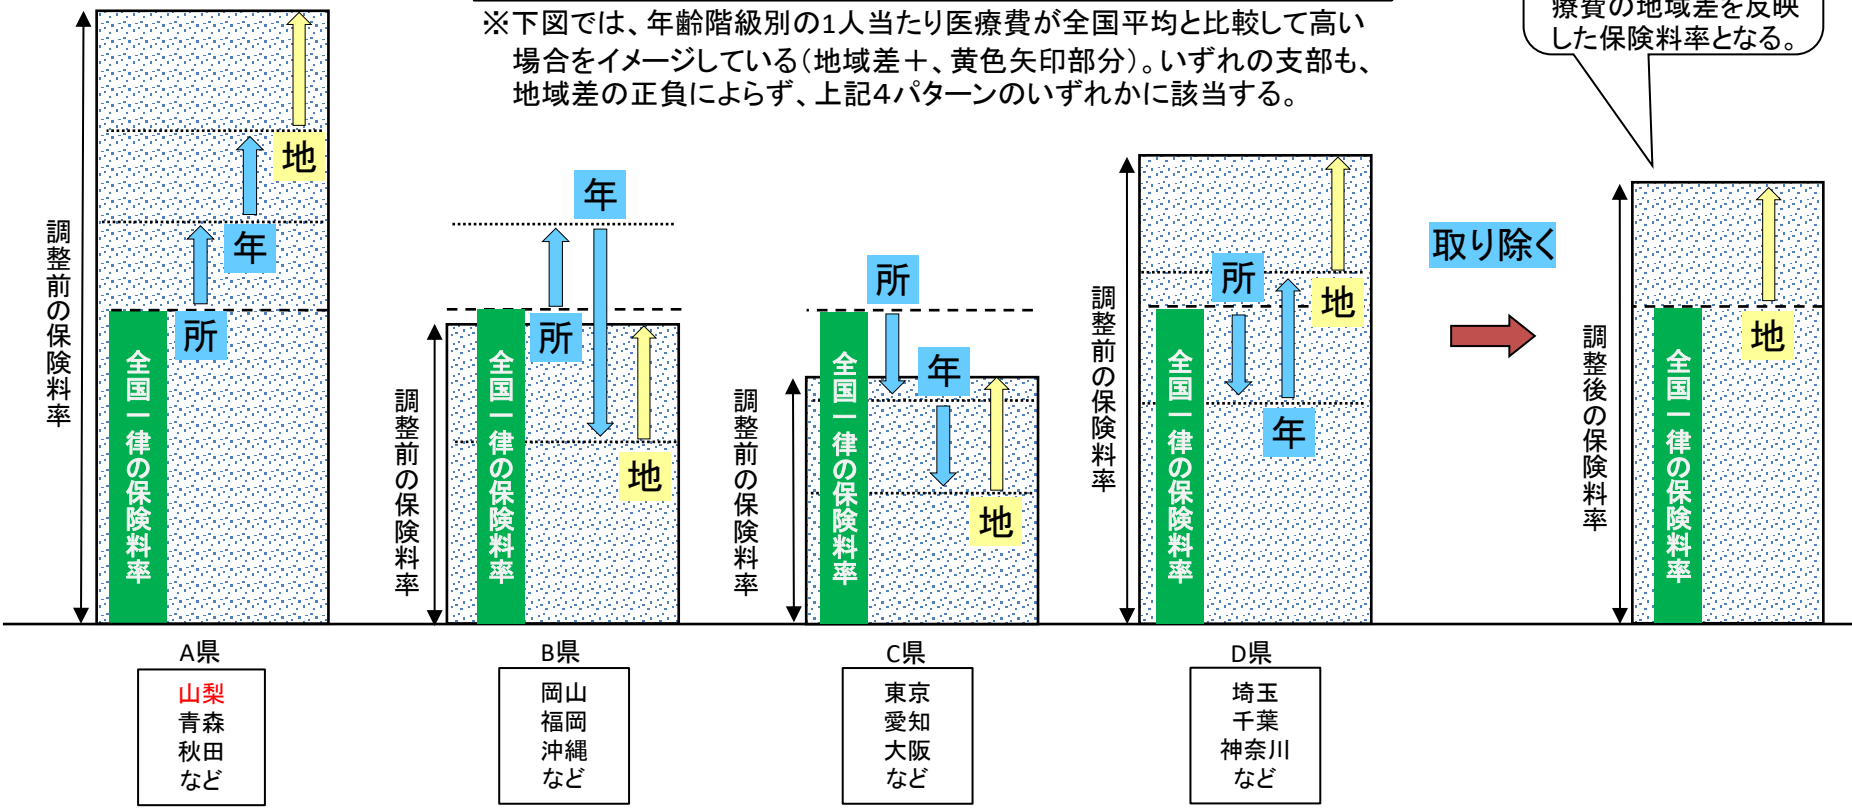 ※下図では、年齢階級別の1人当たり医療費が全国平均と比較して高い
場合をイメージしている(地域差＋、黄色矢印部分)。いずれの支部も、
地域差の正負によらず、上記4パターンのいずれかに該当する。
療費の地域差を反映
した保険料率となる。
調整前の保険料率
全国一律の保険料率
所
年
地
調整前の保険料率
全国一律の保険料率
所
年
地
調整前の保険料率
全国一律の保険料率
所
年
地
調整前の保険料率
全国一律の保険料率
所
年
地
取り除く
調整後の保険料率
全国一律の保険料率
地
A県
山梨
青森
秋田
など
B県
岡山
福岡
沖縄
など
C県
東京
愛知
大阪
など
D県
埼玉
千葉
神奈川
など